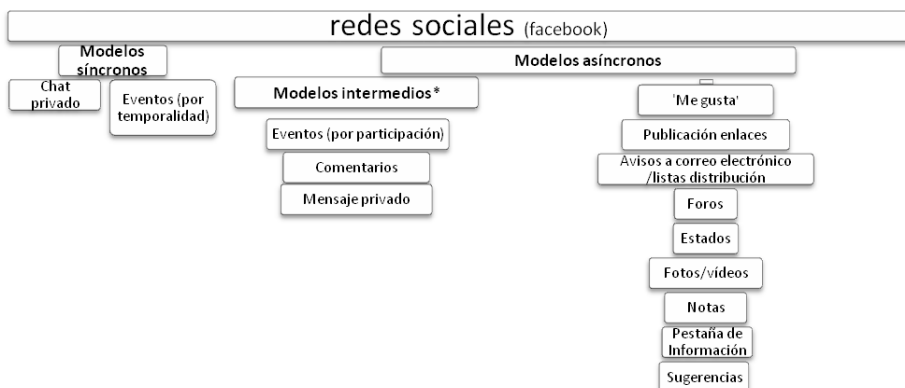 redes sociales (facebook)
Modelos
síncronos
Modelos asíncronos
Chat
privado
Eventos (por
temporalidad)
Modelos intermedios*
Eventos (por participación)
Comentarios
Mensaje privado
'Me gusta'
Publicación enlaces
Avisos a correo electrónico
/listas distribución
Foros
Estados
Fotos/vídeos
Notas
Pestaña de
Información
Sugerencias